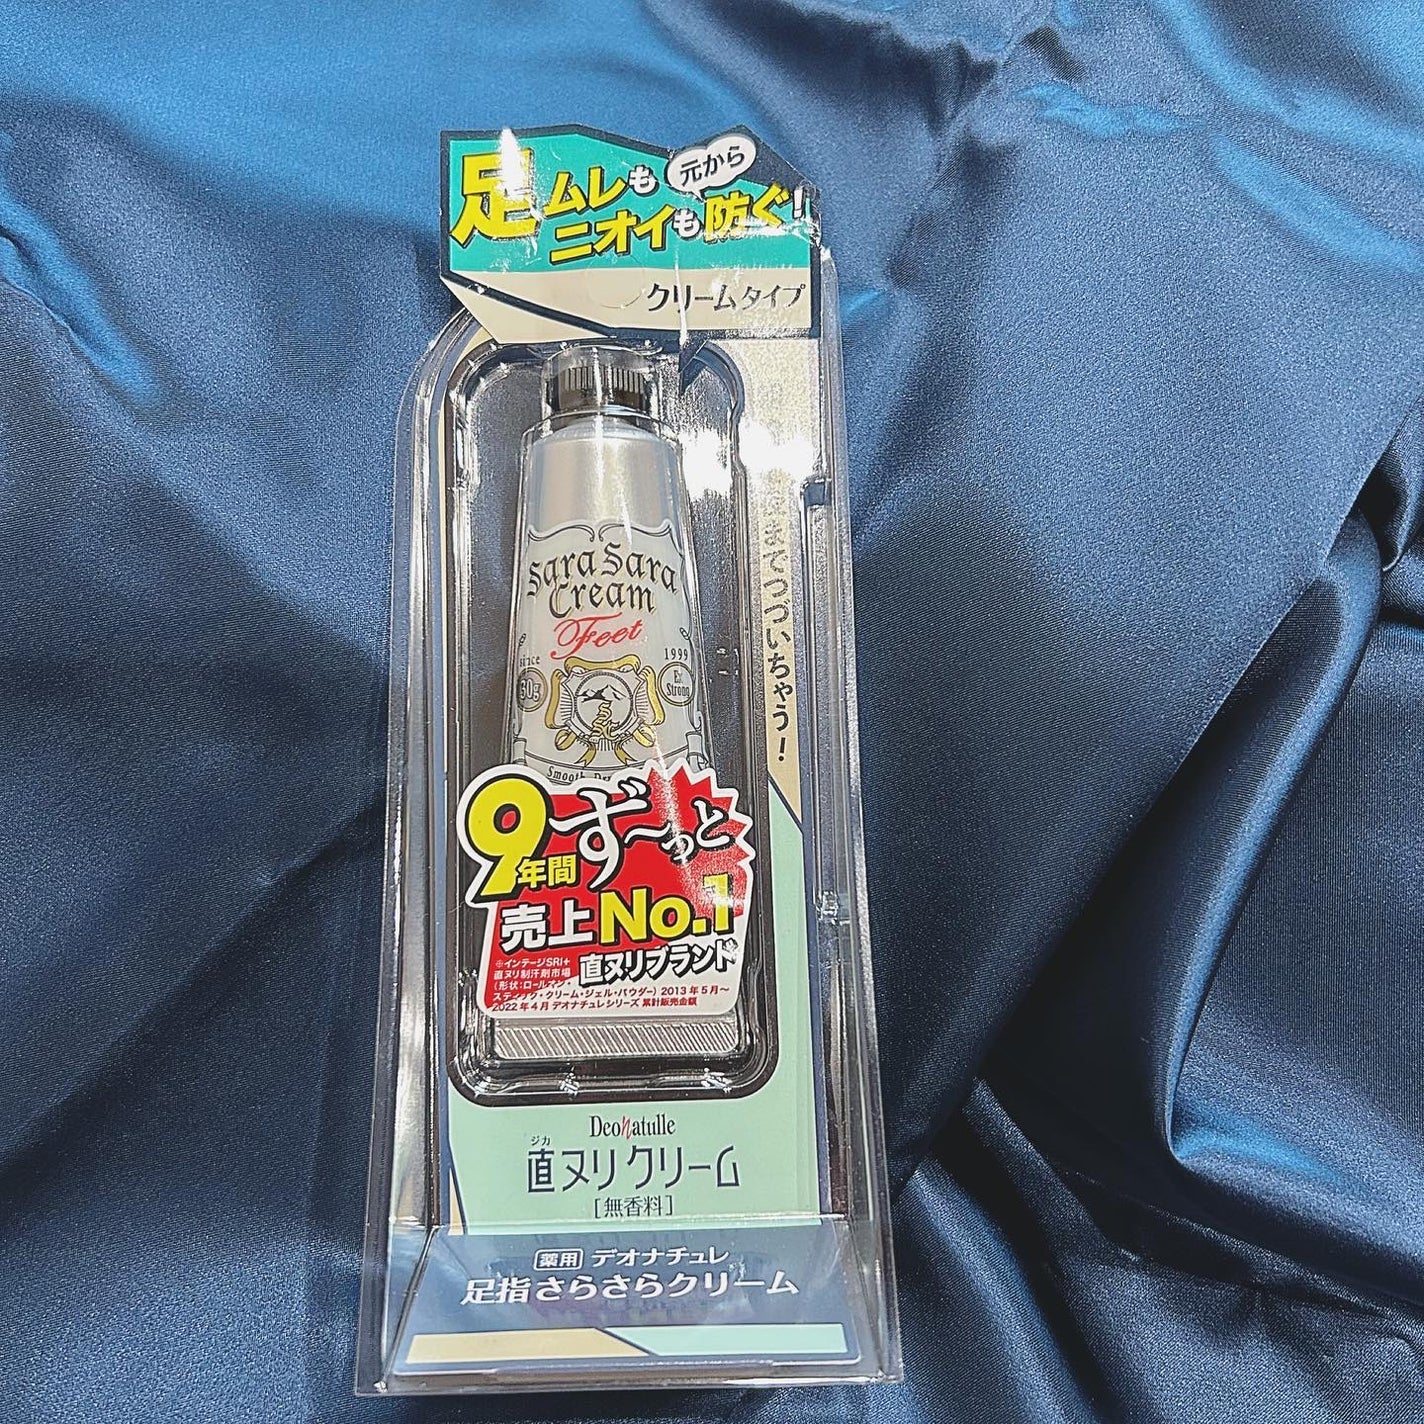 足ムレも
ニオイも
元から
防ぐ!
クリームタイプ
までつづいちゃう!
Sara Sara
Cream
Feet
since
1999
30g
Ex
Strong
Smooth
9年間
ず〜っと
売上No.1
直ヌリブランド
※インテージSRI+
直ヌリ制汗剤市場
(形状:ロールオン・
スティック・クリーム・ジェル・パウダー) 2013年5月〜
2022年4月 デオナチュレシリーズ 累計販売金額
Deonatulle
ジカ
直ヌリクリーム
[無香料]
薬用 デオナチュレ
足指さらさらクリーム